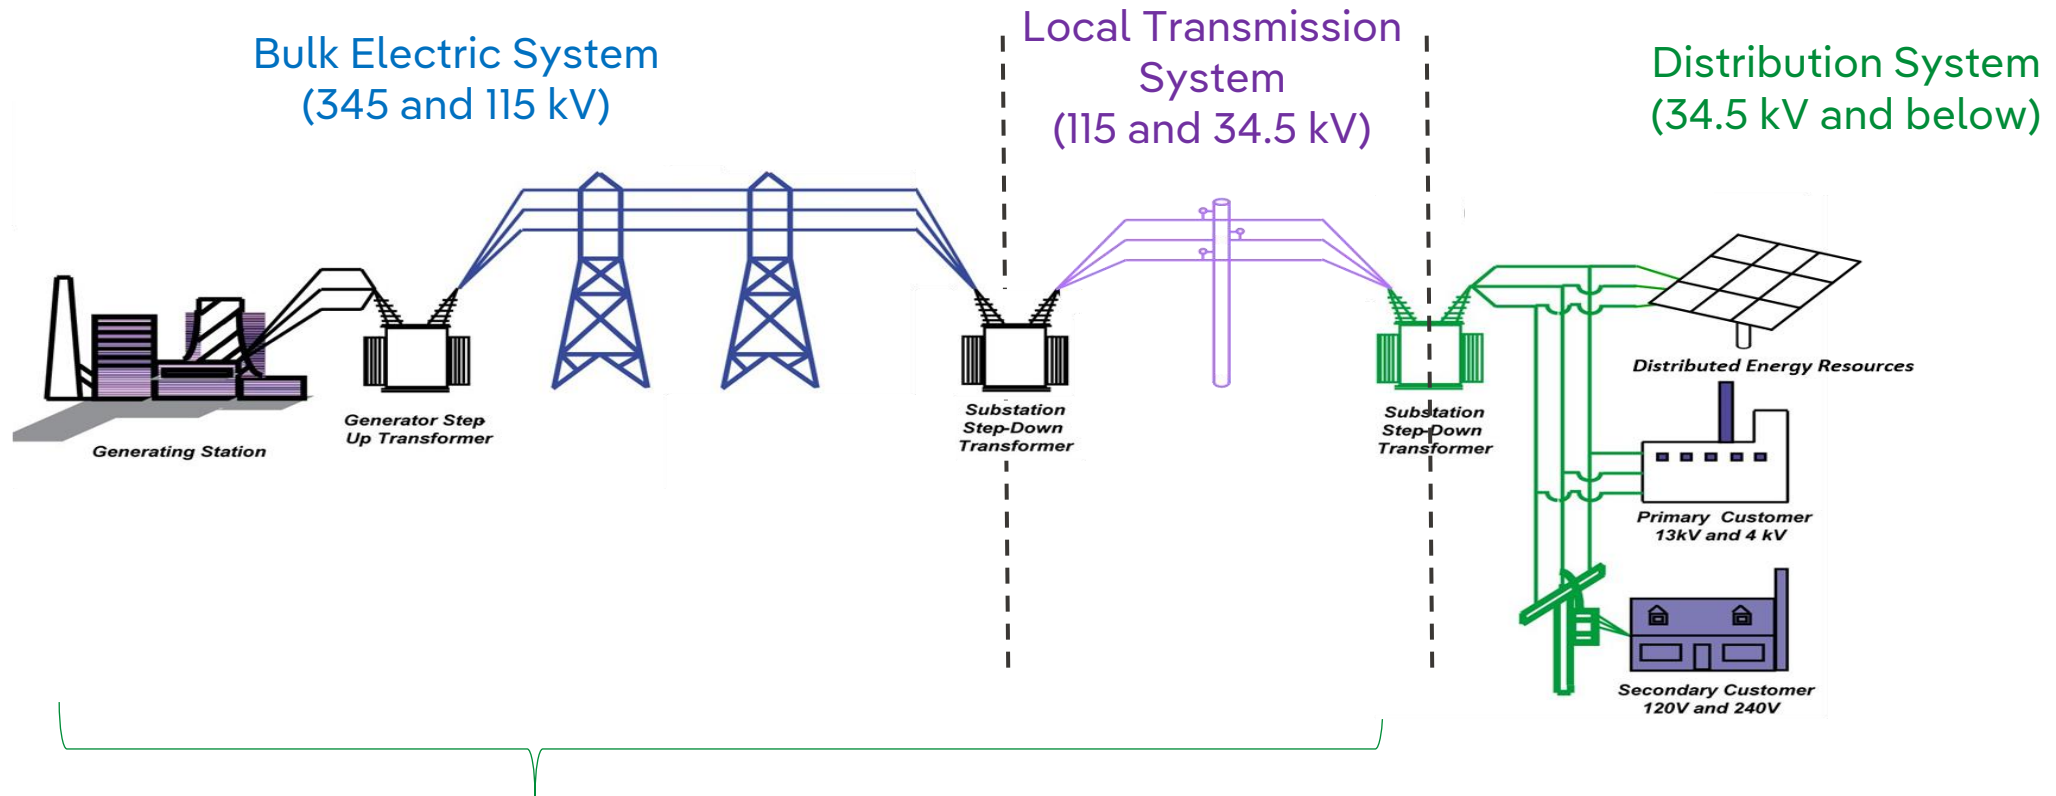 Bulk Electric System
(345 and 115 kV)
Local Transmission
System
(115 and 34.5 kV)
Distribution System
(34.5 kV and below)
Generating Station
Generator Step
Up Transformer
Substation
Step-Down
Transformer
Substation
Step-Down
Transformer
Distributed Energy Resources
Primary Customer
13kV and 4 kV
Secondary Customer
120V and 240V